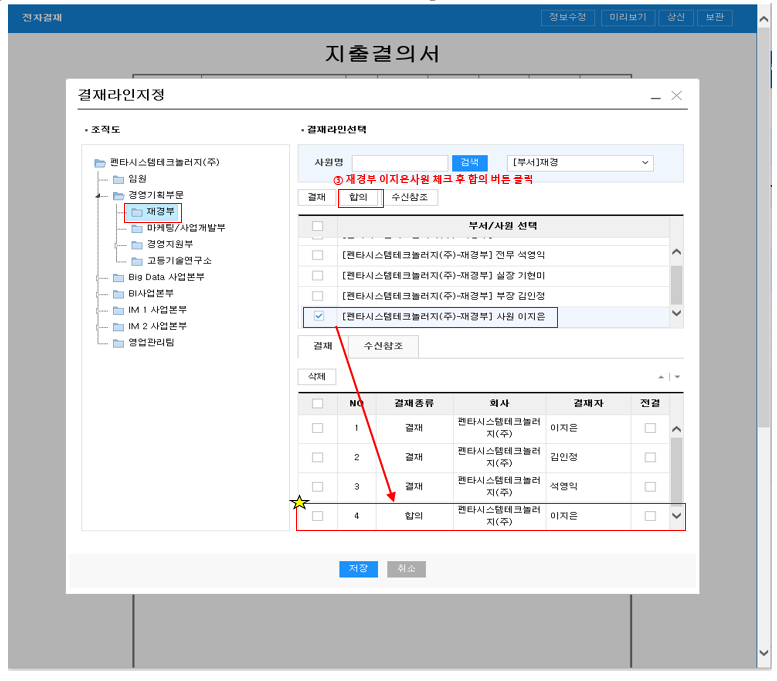 전자결재
정보수정 미리보기 상신 보관
지출결의서
결재라인지정
조직도
펜타시스템테크놀러지(주)
임원
경영기획부문
재경부
마케팅/사업개발부
경영지원부
고등기술연구소
Big Data 사업본부
BI사업본부
IM 1 사업본부
IM 2 사업본부
영업관리팀
결재라인선택
사원명 검색 [부서]재경
③ 재경부 이지은사원 체크 후 합의 버튼 클릭
결재 합의 수신참조
부서/사원 선택
[펜타시스템테크놀러지(주)-재경부] 전무 석영익
[펜타시스템테크놀러지(주)-재경부] 실장 기현미
[펜타시스템테크놀러지(주)-재경부] 부장 김인정
[펜타시스템테크놀러지(주)-재경부] 사원 이지은
결재 수신참조
삭제
NO 결재종류 회사 결재자 전결
1 결재 펜타시스템테크놀러지(주) 이지은
2 결재 펜타시스템테크놀러지(주) 김인정
3 결재 펜타시스템테크놀러지(주) 석영익
4 합의 펜타시스템테크놀러지(주) 이지은
저장 취소